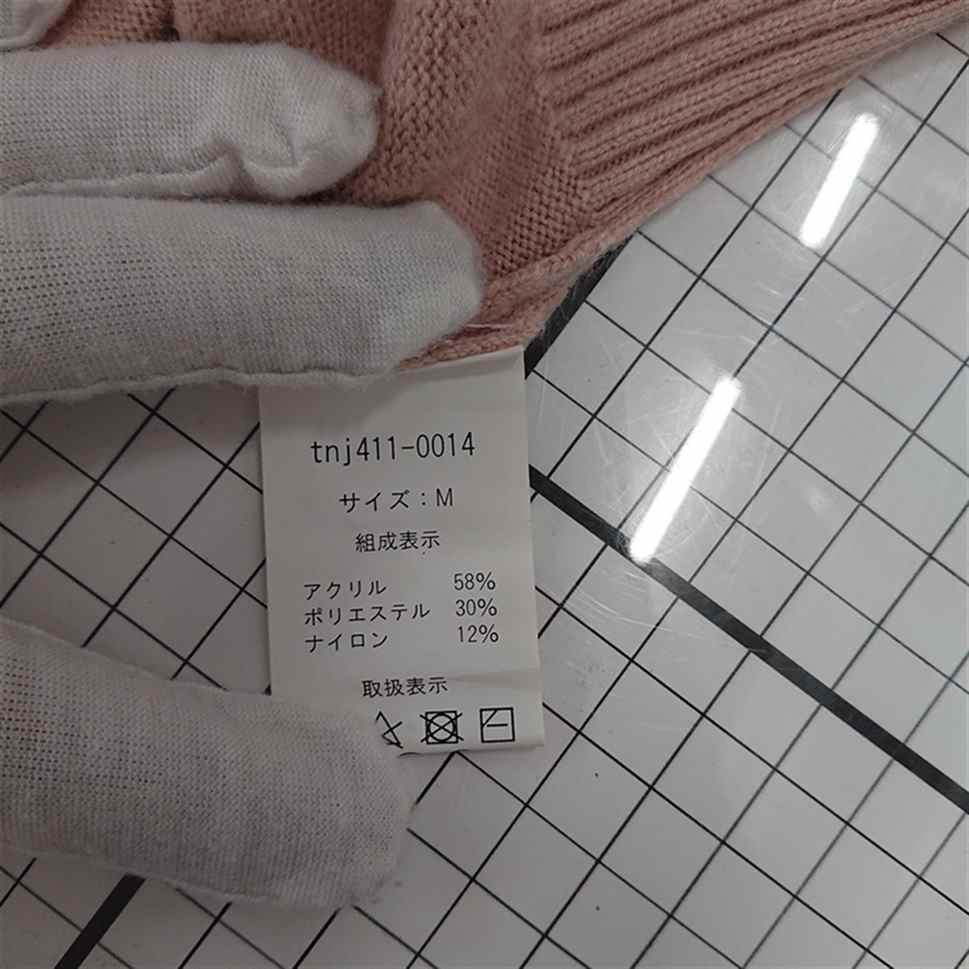 tnj411-0014
サイズ：M
組成表示
アクリル 58%
ポリエステル 30%
ナイロン 12%
取扱表示